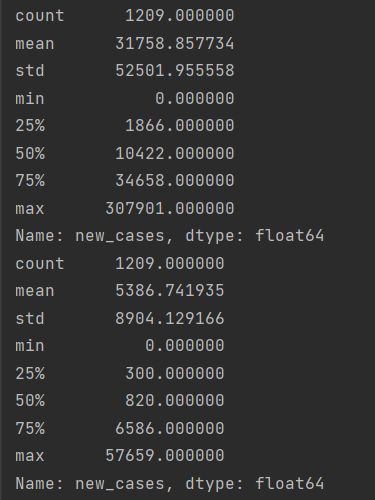 count      1209.000000
mean      31758.857734
std       52501.955558
min           0.000000
25%        1866.000000
50%       10422.000000
75%       34658.000000
max      307901.000000
Name: new_cases, dtype: float64
count     1209.000000
mean      5386.741935
std       8904.129166
min          0.000000
25%        300.000000
50%        820.000000
75%       6586.000000
max      57659.000000
Name: new_cases, dtype: float64